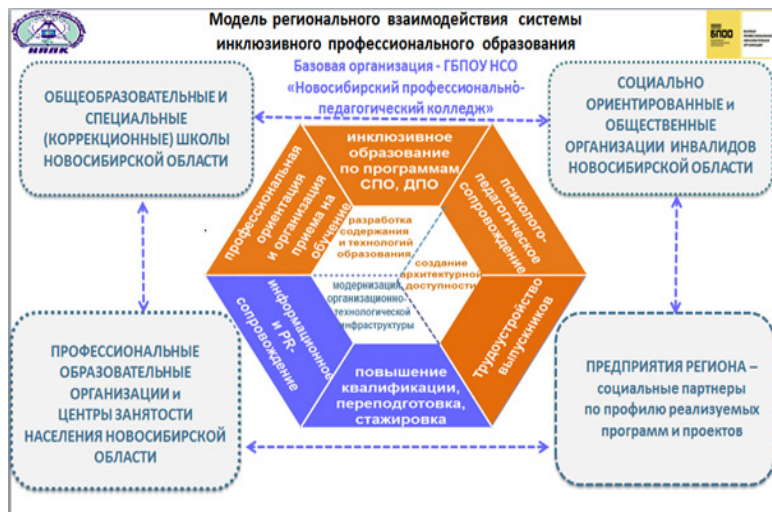 Модель регионального взаимодействия системы
инклюзивного профессионального образования
Базовая организация - ГБПОУ НСО
«Новосибирский профессионально-
педагогический колледж»
НППК
БПОО
ОБЩЕОБРАЗОВАТЕЛЬНЫЕ И
СПЕЦИАЛЬНЫЕ
(КОРРЕКЦИОННЫЕ) ШКОЛЫ
НОВОСИБИРСКОЙ ОБЛАСТИ
СОЦИАЛЬНО
ОРИЕНТИРОВАННЫЕ и
ОБЩЕСТВЕННЫЕ
ОРГАНИЗАЦИИ ИНВАЛИДОВ
НОВОСИБИРСКОЙ ОБЛАСТИ
профессиональная
ориентация
и организация
приема на
обучение
инклюзивное
образование
по программам
СПО, ДПО
психолого-
педагогическое
сопровождение
разработка
содержания
и технологий
образования
создание
архитектурной
доступности
модернизация
организационно-
технологической
инфраструктуры
информационное
и PR-
сопровождение
повышение
квалификации,
переподготовка,
стажировка
Трудоустройство
выпускников
ПРОФЕССИОНАЛЬНЫЕ
ОБРАЗОВАТЕЛЬНЫЕ
ОРГАНИЗАЦИИ и
ЦЕНТРЫ ЗАНЯТОСТИ
НАСЕЛЕНИЯ НОВОСИБИРСКОЙ
ОБЛАСТИ
ПРЕДПРИЯТИЯ РЕГИОНА –
социальные партнеры
по профилю реализуемых
программ и проектов